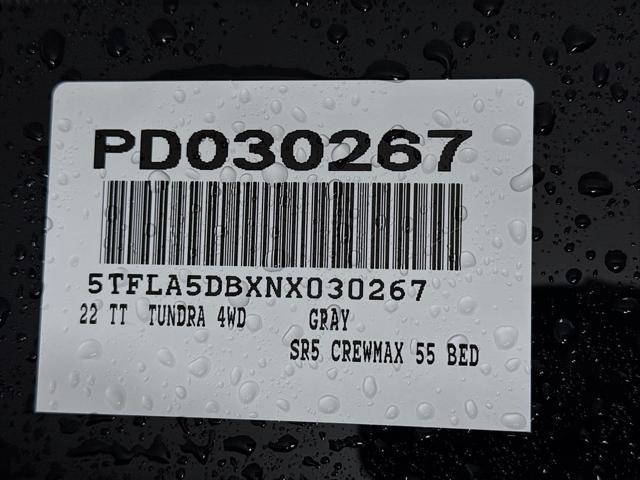 PD030267
5TFLA5DBXNX030267
22 TT TUNDRA 4WD GRAY
SR5 CREWMAX 55 BED